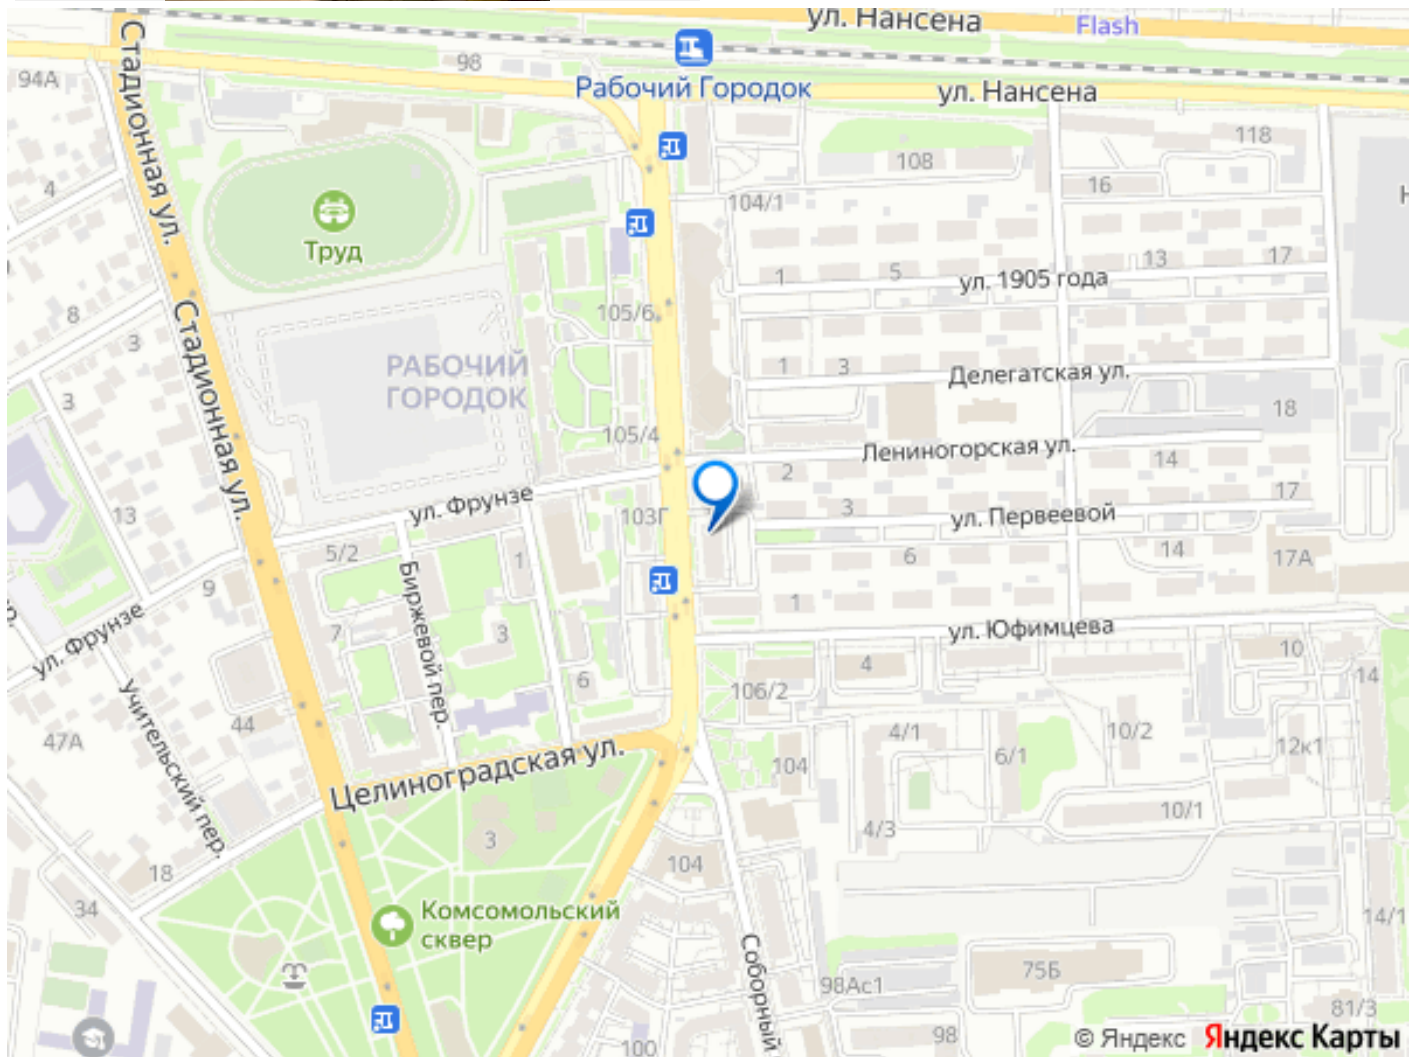 ул. Нансена
Flash
98
94А
Рабочий Городок
ул. Нансена
Стадионная ул.
118
108
16
4
104/1
Труд
13
17
5
1
ул. 1905 года
8
105/6
3
Стадионная ул.
РАБОЧИЙ
ГОРОДОК
1
3
Делегатская ул.
3
18
105/4
Лениногорская ул.
14
2
17
ул. Фрунзе
13
103Г
3
ул. Первеевой
5/2
1
6
14
17А
9
Биржевой пер.
ул. Фрунзе
1
7
3
ул. Юфимцева
4
10
14
6
106/2
учительский пер.
44
47А
4/1
10/2
6/1
12к1
Целиноградская ул.
104
10/1
4/3
3
18
104
34
Комсомольский
сквер
14/1
Соборный
75Б
98Ас1
81/3
100
98
© Яндекс Яндекс Карты